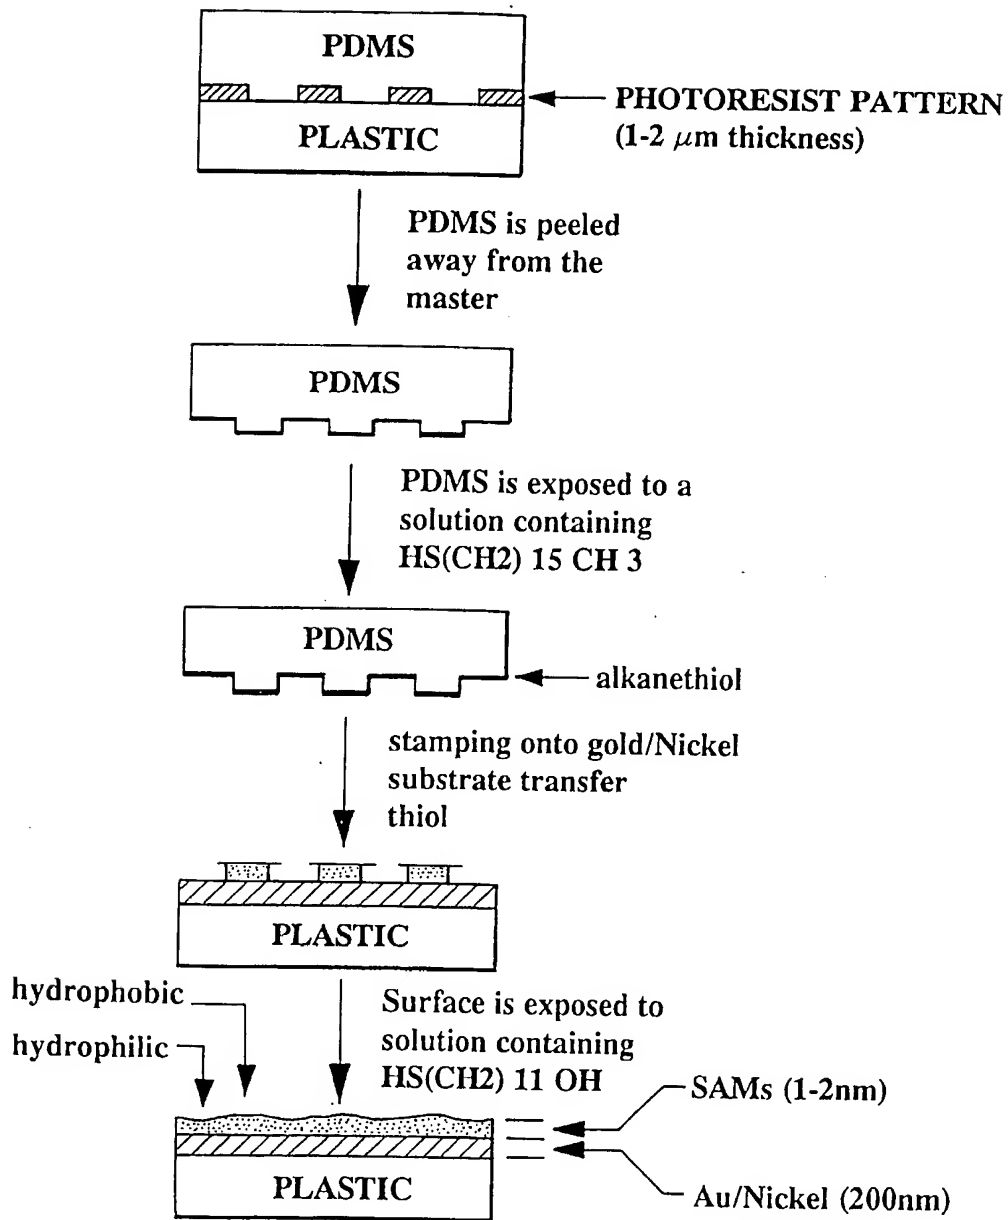 PDMS
PHOTORESIST PATTERN
(1-2 μm thickness)
PLASTIC
PDMS is peeled
away from the
master
PDMS
PDMS is exposed to a
solution containing
HS(CH2) 15 CH 3
PDMS
alkanethiol
stamping onto gold/Nickel
substrate transfer
thiol
PLASTIC
hydrophobic
hydrophilic
Surface is exposed to
solution containing
HS(CH2) 11 OH
SAMs (1-2nm)
PLASTIC
Au/Nickel (200nm)